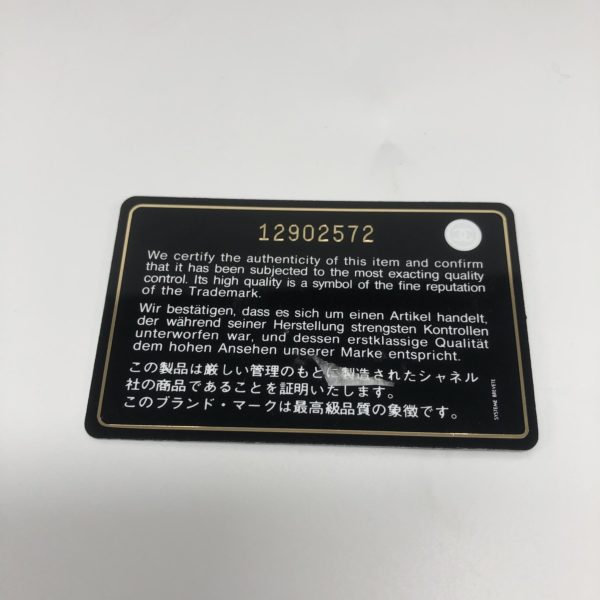 12902572
We certify the authenticity of this item and confirm
that it has been subjected to the most exacting quality
control. Its high quality is a symbol of the fine reputation
of the Trademark.
Wir bestätigen, dass es sich um einen Artikel handelt,
der während seiner Herstellung strengsten Kontrollen
unterworfen war, und dessen erstklassige Qualität
dem hohen Ansehen unserer Marke entspricht.
この製品は厳しい管理のもとに製造されたシャネル
社の商品であることを証明いたします。
このブランド・マークは最高級品質の象徴です。
SYSTEME BREVETE